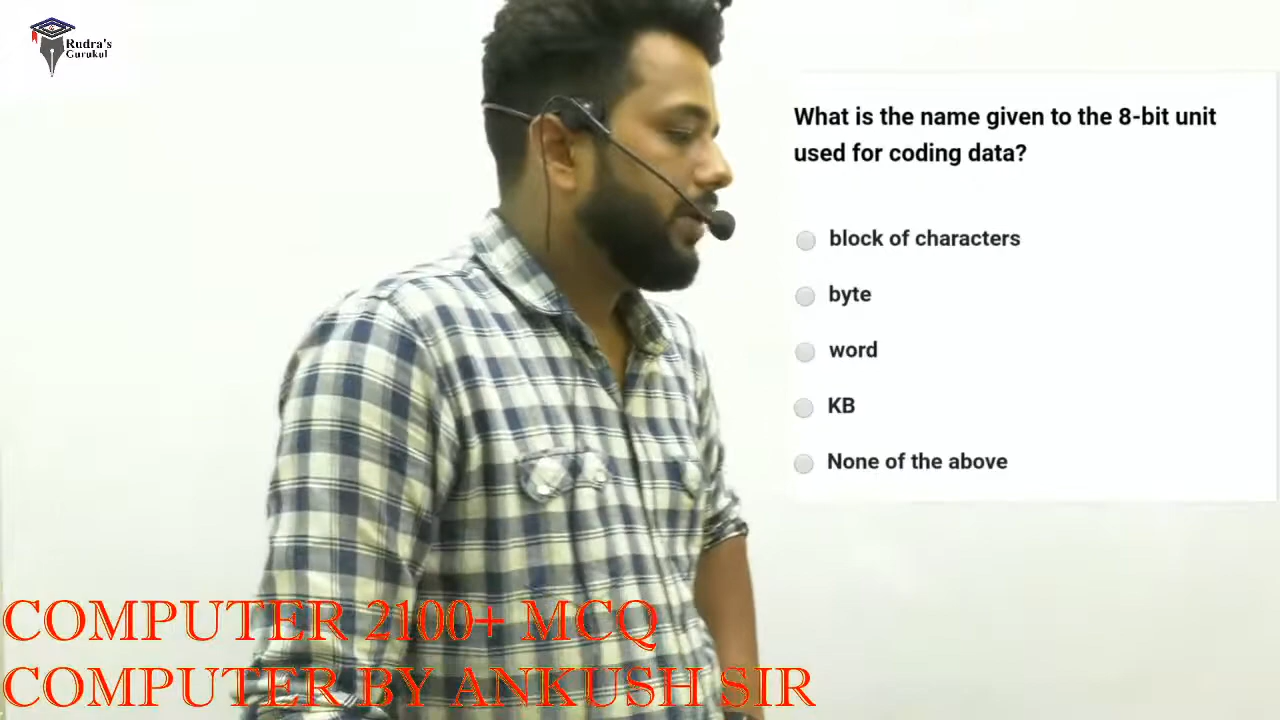 Rudra's
Gurukul
What is the name given to the 8-bit unit
used for coding data?
block of characters
byte
word
KB
None of the above
COMPUTER 2100+ MCQ
COMPUTER BY ANKUSH SIR